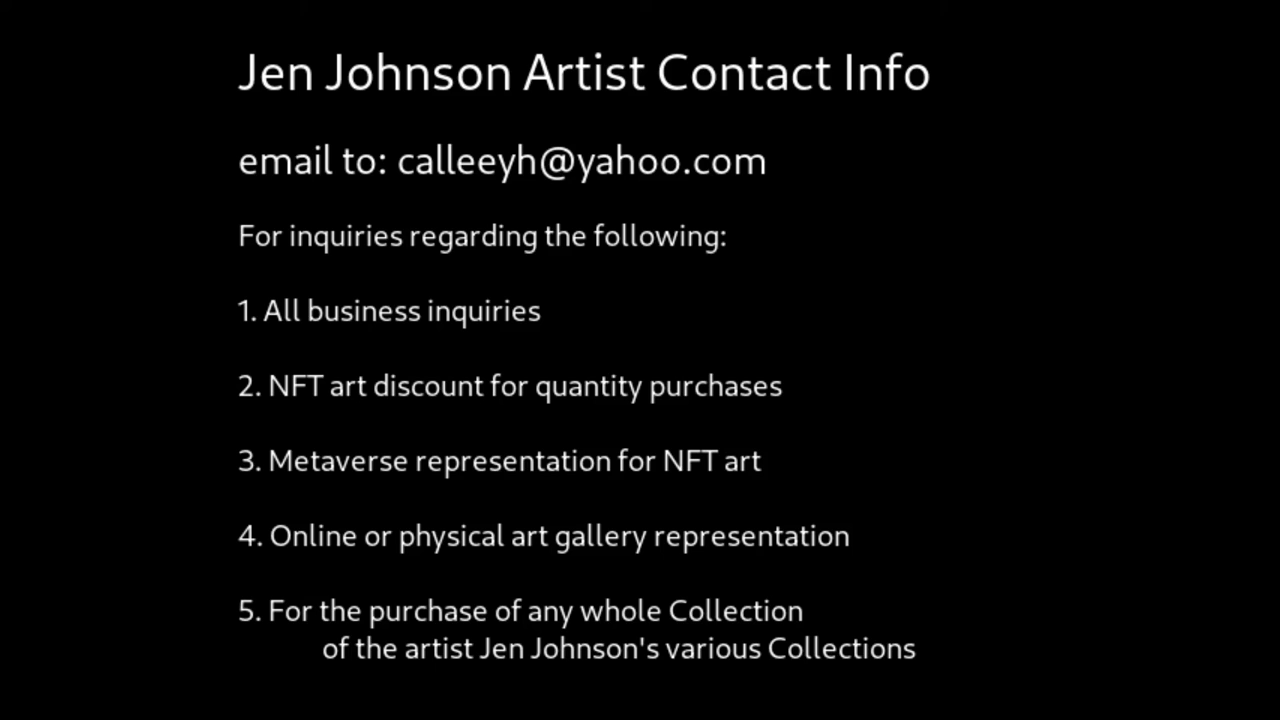 Jen Johnson Artist Contact Info
email to: calleeyh@yahoo.com
For inquiries regarding the following:
1. All business inquiries
2. NFT art discount for quantity purchases
3. Metaverse representation for NFT art
4. Online or physical art gallery representation
5. For the purchase of any whole Collection
of the artist Jen Johnson's various Collections